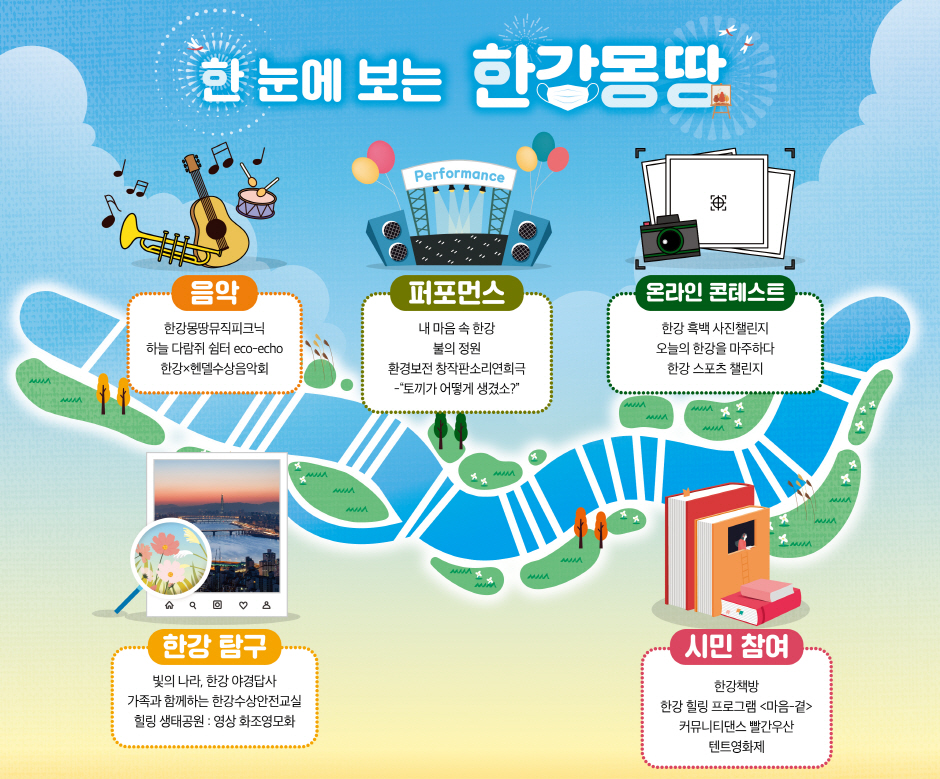 한 눈에 보는 한강몽땅
Performance
음악
한강몽땅뮤직피크닉
하늘 다람쥐 쉼터 eco-echo
한강×헨델수상음악회
퍼포먼스
내 마음 속 한강
불의 정원
환경보전 창작판소리연희극
-“토끼가 어떻게 생겼소?”
온라인 콘테스트
한강 흑백 사진챌린지
오늘의 한강을 마주하다
한강 스포츠 챌린지
한강 탐구
빛의 나라, 한강 야경답사
가족과 함께하는 한강수상안전교실
힐링 생태공원 : 영상 화조영모화
시민 참여
한강책방
한강 힐링 프로그램 <마음-곁>
커뮤니티댄스 빨간우산
텐트영화제